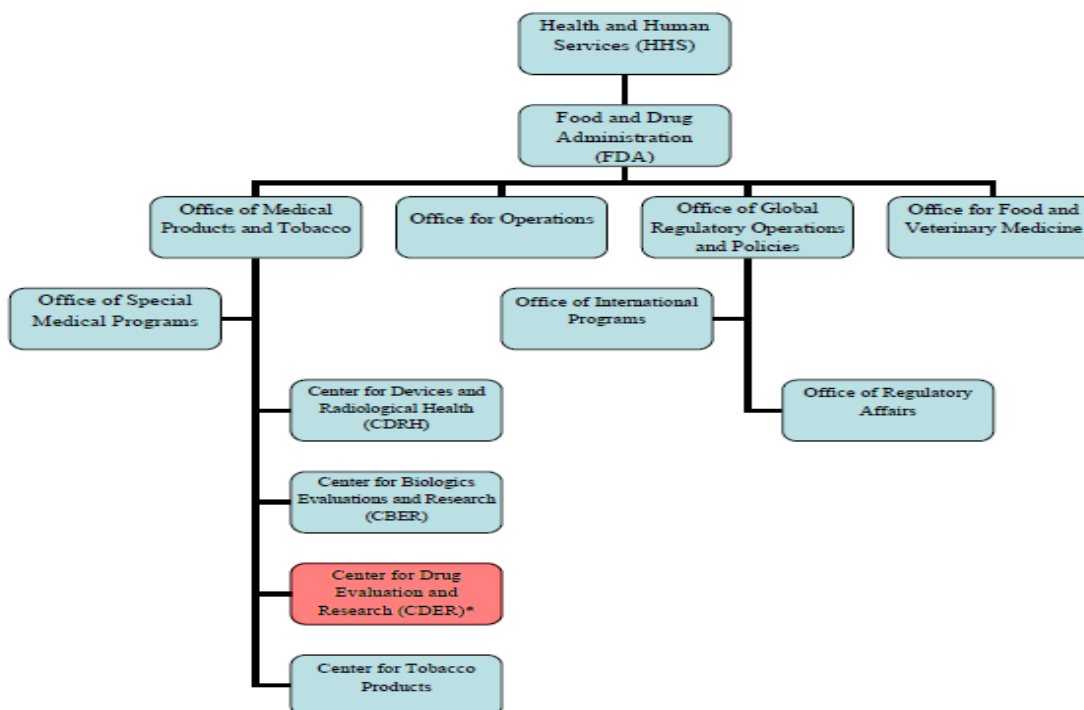 Health and Human
Services (HHS)
Food and Drug
Administration
(FDA)
Office of Medical
Products and Tobacco
Office for Operations
Office of Global
Regulatory Operations
and Policies
Office for Food and
Veterinary Medicine
Office of Special
Medical Programs
Office of International
Programs
Center for Devices and
Radiological Health
(CDRH)
Office of Regulatory
Affairs
Center for Biologics
Evaluations and Research
(CBER)
Center for Drug
Evaluation and
Research (CDER)*
Center for Tobacco
Products